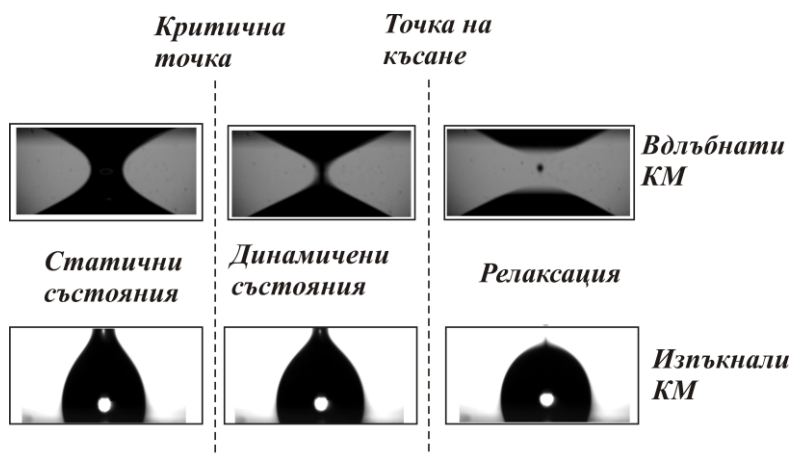 Критична
точка
Точка на
късане
Вдлъбнати
КМ
Статични
състояния
Динамичени
състояния
Релаксация
Изпъкнали
КМ